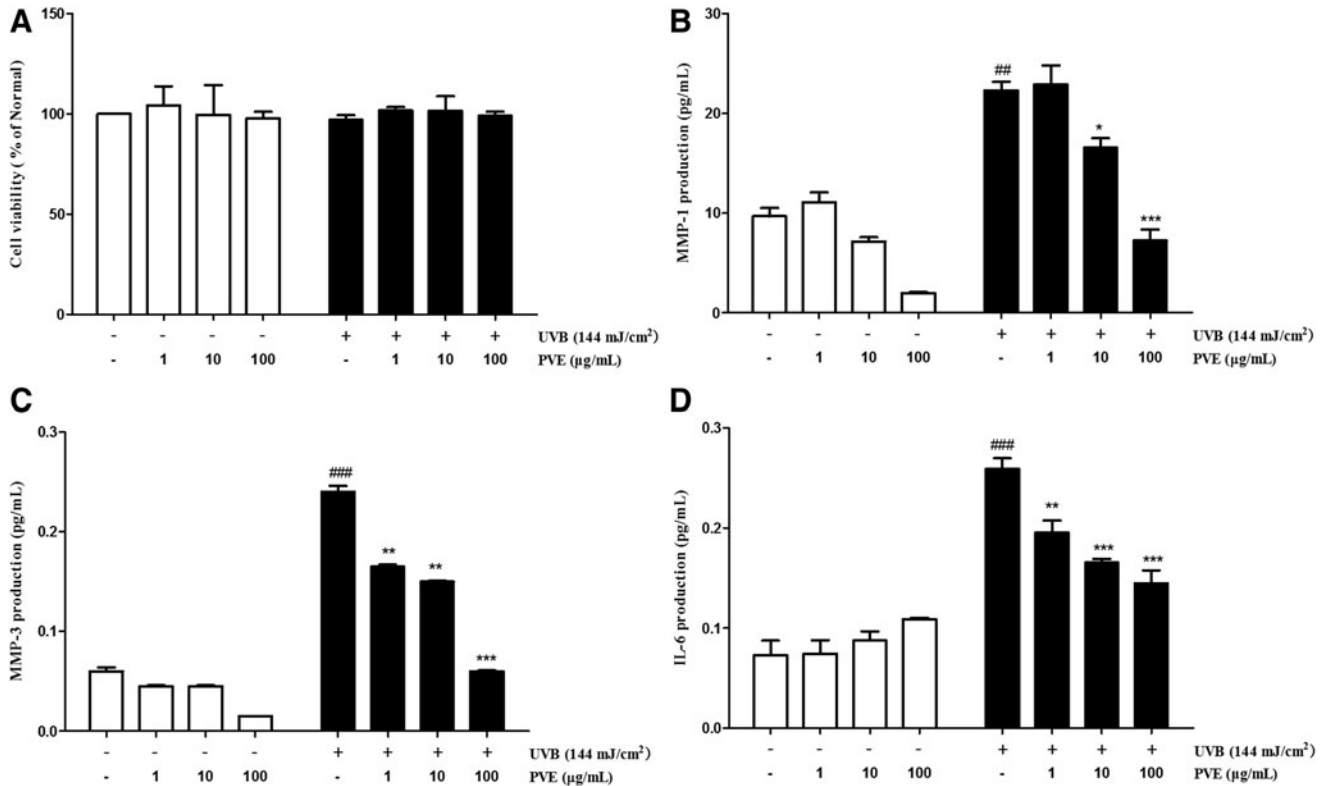 A
Cell viability ( % of Normal)
150
100
50
0
- - - - + + + + UVB (144 mJ/cm²)
- 1 10 100 - 1 10 100 PVE (µg/mL)
B
MMP-1 production (pg/mL)
30
20
10
0
##
*
***
- - - - + + + + UVB (144 mJ/cm²)
- 1 10 100 - 1 10 100 PVE (µg/mL)
C
MMP-3 production (pg/mL)
0.3
0.2
0.1
0.0
###
**
**
***
- - - - + + + + UVB (144 mJ/cm²)
- 1 10 100 - 1 10 100 PVE (µg/mL)
D
IL-6 production (pg/mL)
0.3
0.2
0.1
0.0
###
**
***
***
- - - - + + + + UVB (144 mJ/cm²)
- 1 10 100 - 1 10 100 PVE (µg/mL)